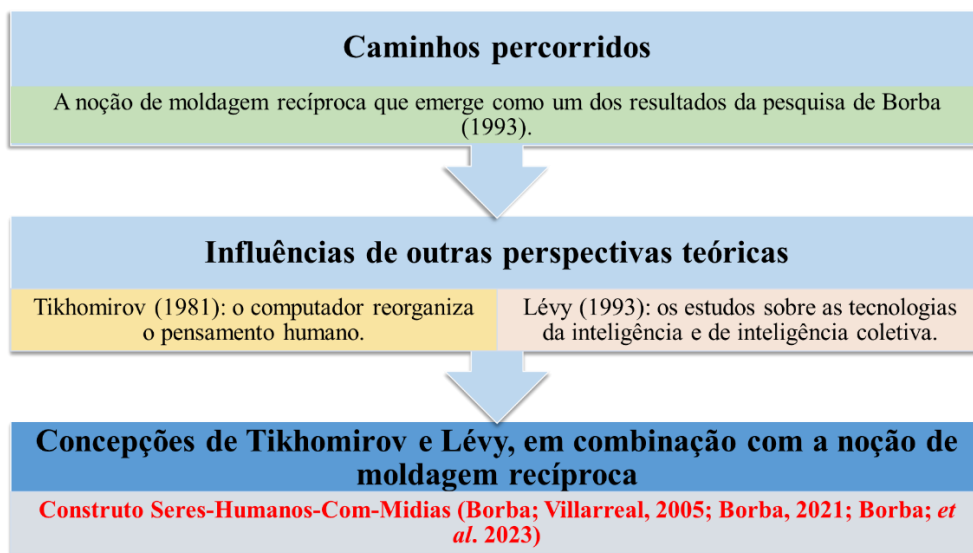 Caminhos percorridos
A noção de moldagem recíproca que emerge como um dos resultados da pesquisa de Borba
(1993).
Influências de outras perspectivas teóricas
Tikhomirov (1981): o computador reorganiza
o pensamento humano.
Lévy (1993): os estudos sobre as tecnologias
da inteligência e de inteligência coletiva.
Concepções de Tikhomirov e Lévy, em combinação com a noção de
moldagem recíproca
Construto Seres-Humanos-Com-Midias (Borba; Villarreal, 2005; Borba, 2021; Borba; et
al. 2023)